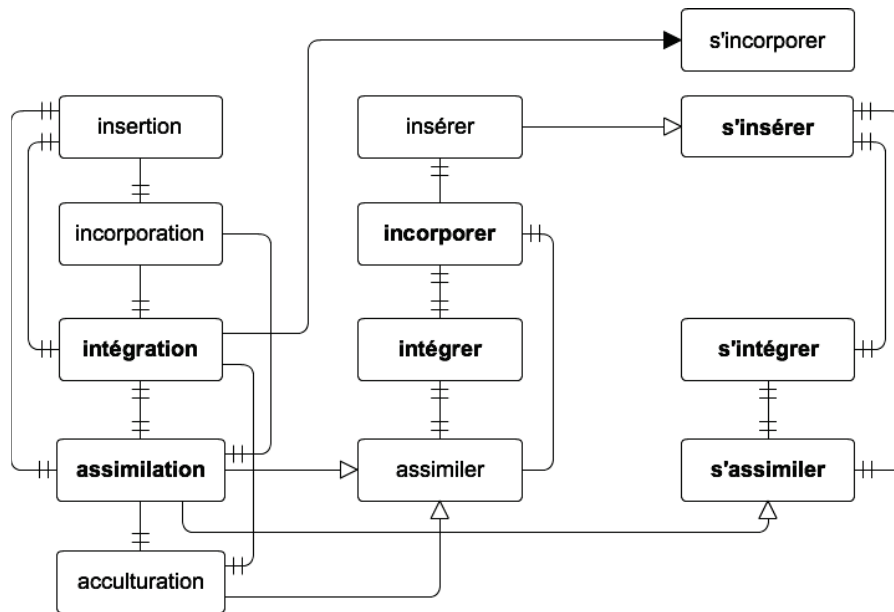 s'incorporer
insertion
insérer
s'insérer
incorporation
incorporer
intégration
intégrer
s'intégrer
assimilation
assimiler
s'assimiler
acculturation